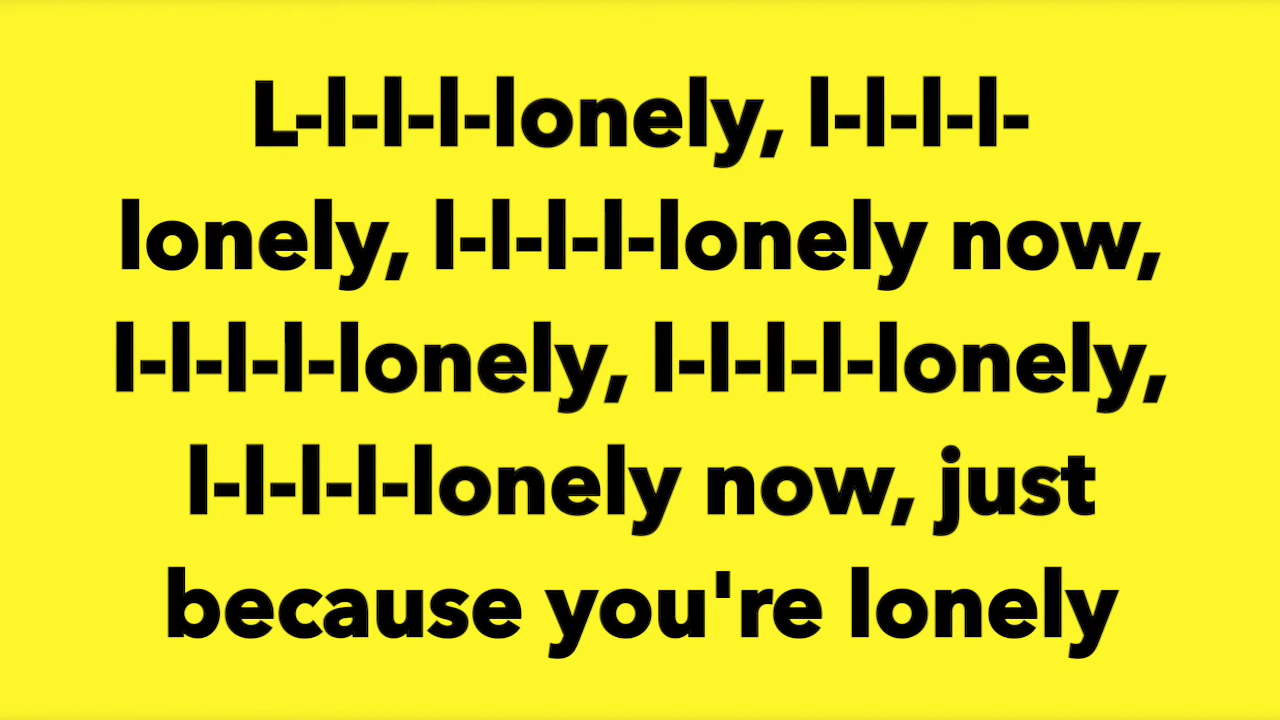 L-l-l-l-lonely, l-l-l-l-
lonely, l-l-l-l-lonely now,
l-l-l-l-lonely, l-l-l-l-lonely,
l-l-l-l-lonely now, just
because you're lonely